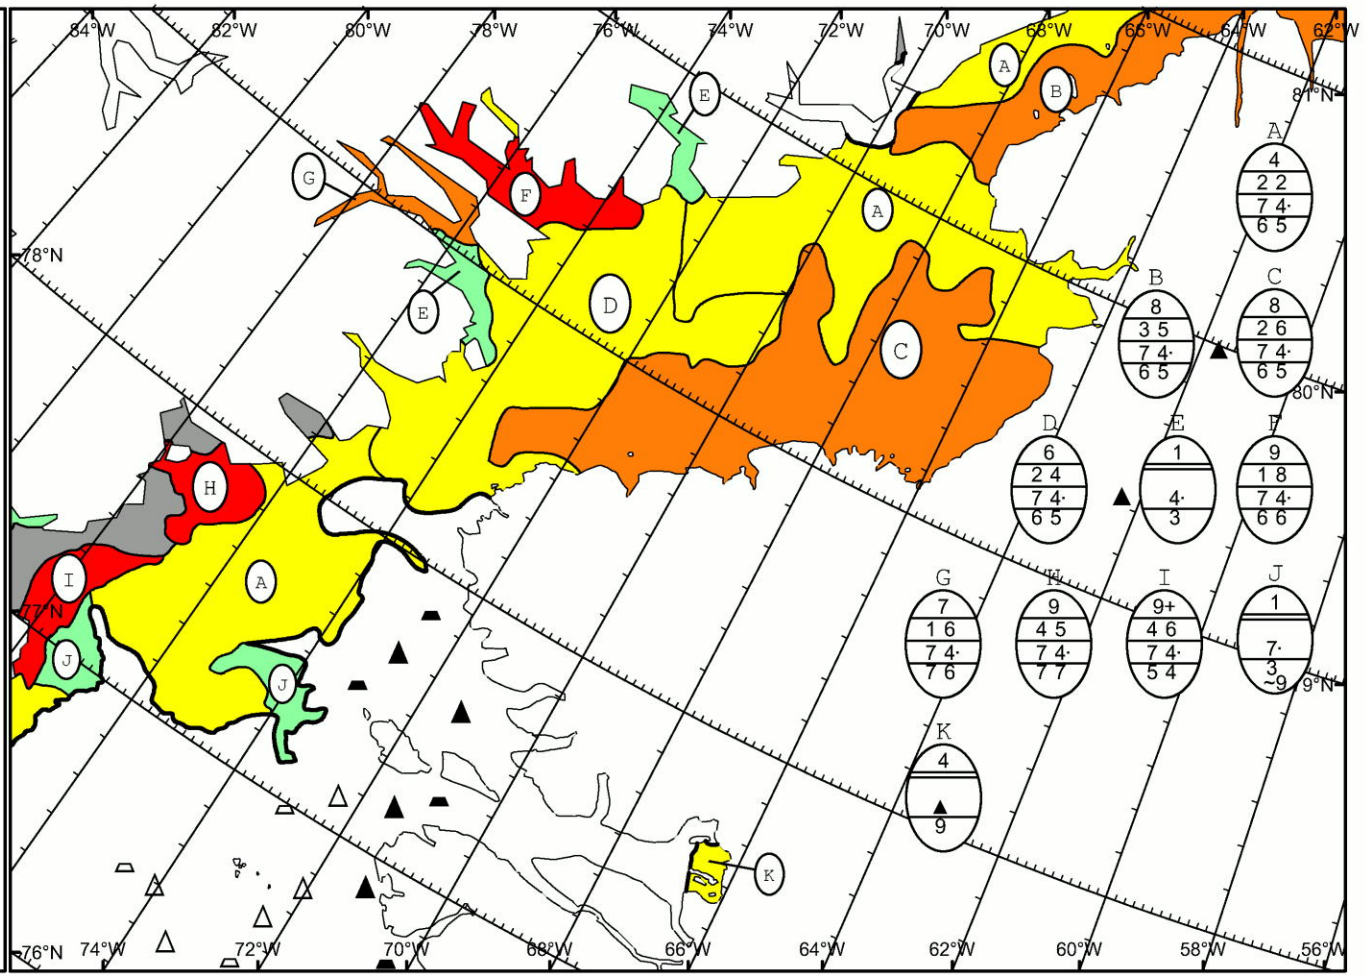 84°W 82°W 80°W 78°W 76°W 74°W 72°W 70°W 68°W 66°W 64°W 62°W
A
B
E
81°N
A
4
2 2
7 4·
6 5
G
F
A
78°N
E
D
C
B
8
3 5
7 4·
6 5
C
8
2 6
7 4·
6 5
80°N
D
6
2 4
7 4·
6 5
E
1
4·
3
F
9
1 8
7 4·
6 6
H
I
A
77°N
J
J
G
7
1 6
7 4·
7 6
H
9
4 5
7 4·
7 7
I
9+
4 6
7 4·
5 4
J
1
7·
3
~9
79°N
K
4
▲
9
K
76°N 74°W 72°W 70°W 66°W 64°W 62°W 60°W 58°W 56°W